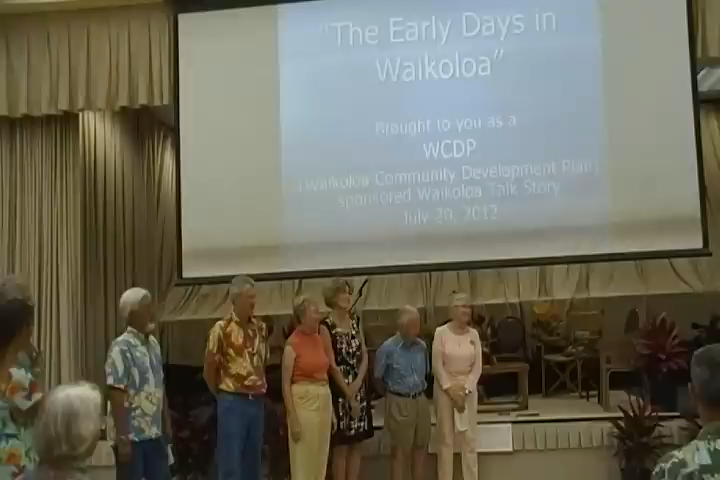 "The Early Days in
Waikoloa"
Brought to you as a
WCDP
(Waikoloa Community Development Plan)
sponsored Waikoloa Talk Story
July 20, 2012